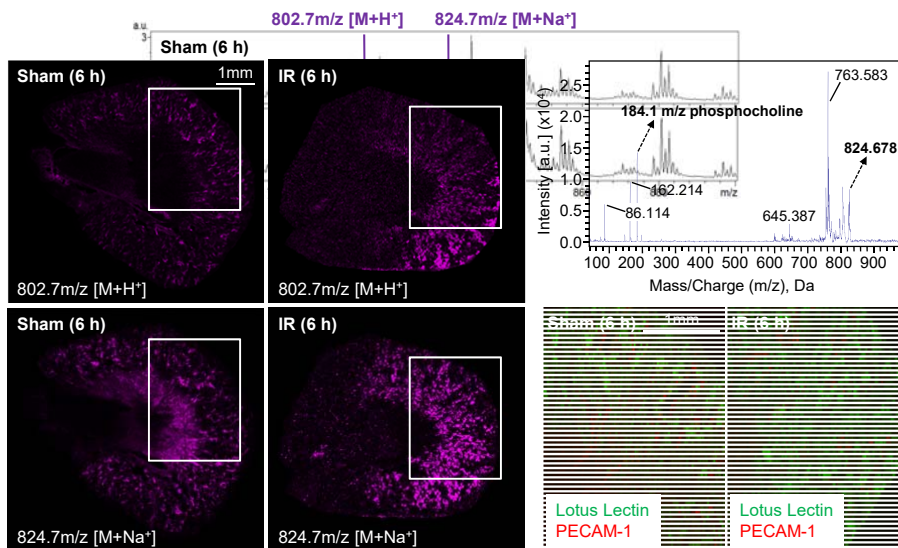 802.7m/z [M+H⁺] 824.7m/z [M+Na⁺]
a.u.
3
Sham (6 h)
Sham (6 h)
1mm
802.7m/z [M+H⁺]
IR (6 h)
802.7m/z [M+H⁺]
860
m/z
Intensity [a.u.] (x10⁴)
2.5
2.0
1.5
1.0
0.5
0.0
763.583
184.1 m/z phosphocholine
824.678
162.214
86.114
645.387
100 200 300 400 500 600 700 800 900
Mass/Charge (m/z), Da
Sham (6 h)
824.7m/z [M+Na⁺]
IR (6 h)
824.7m/z [M+Na⁺]
Sham (6 h)
1mm
Lotus Lectin
PECAM-1
IR (6 h)
Lotus Lectin
PECAM-1